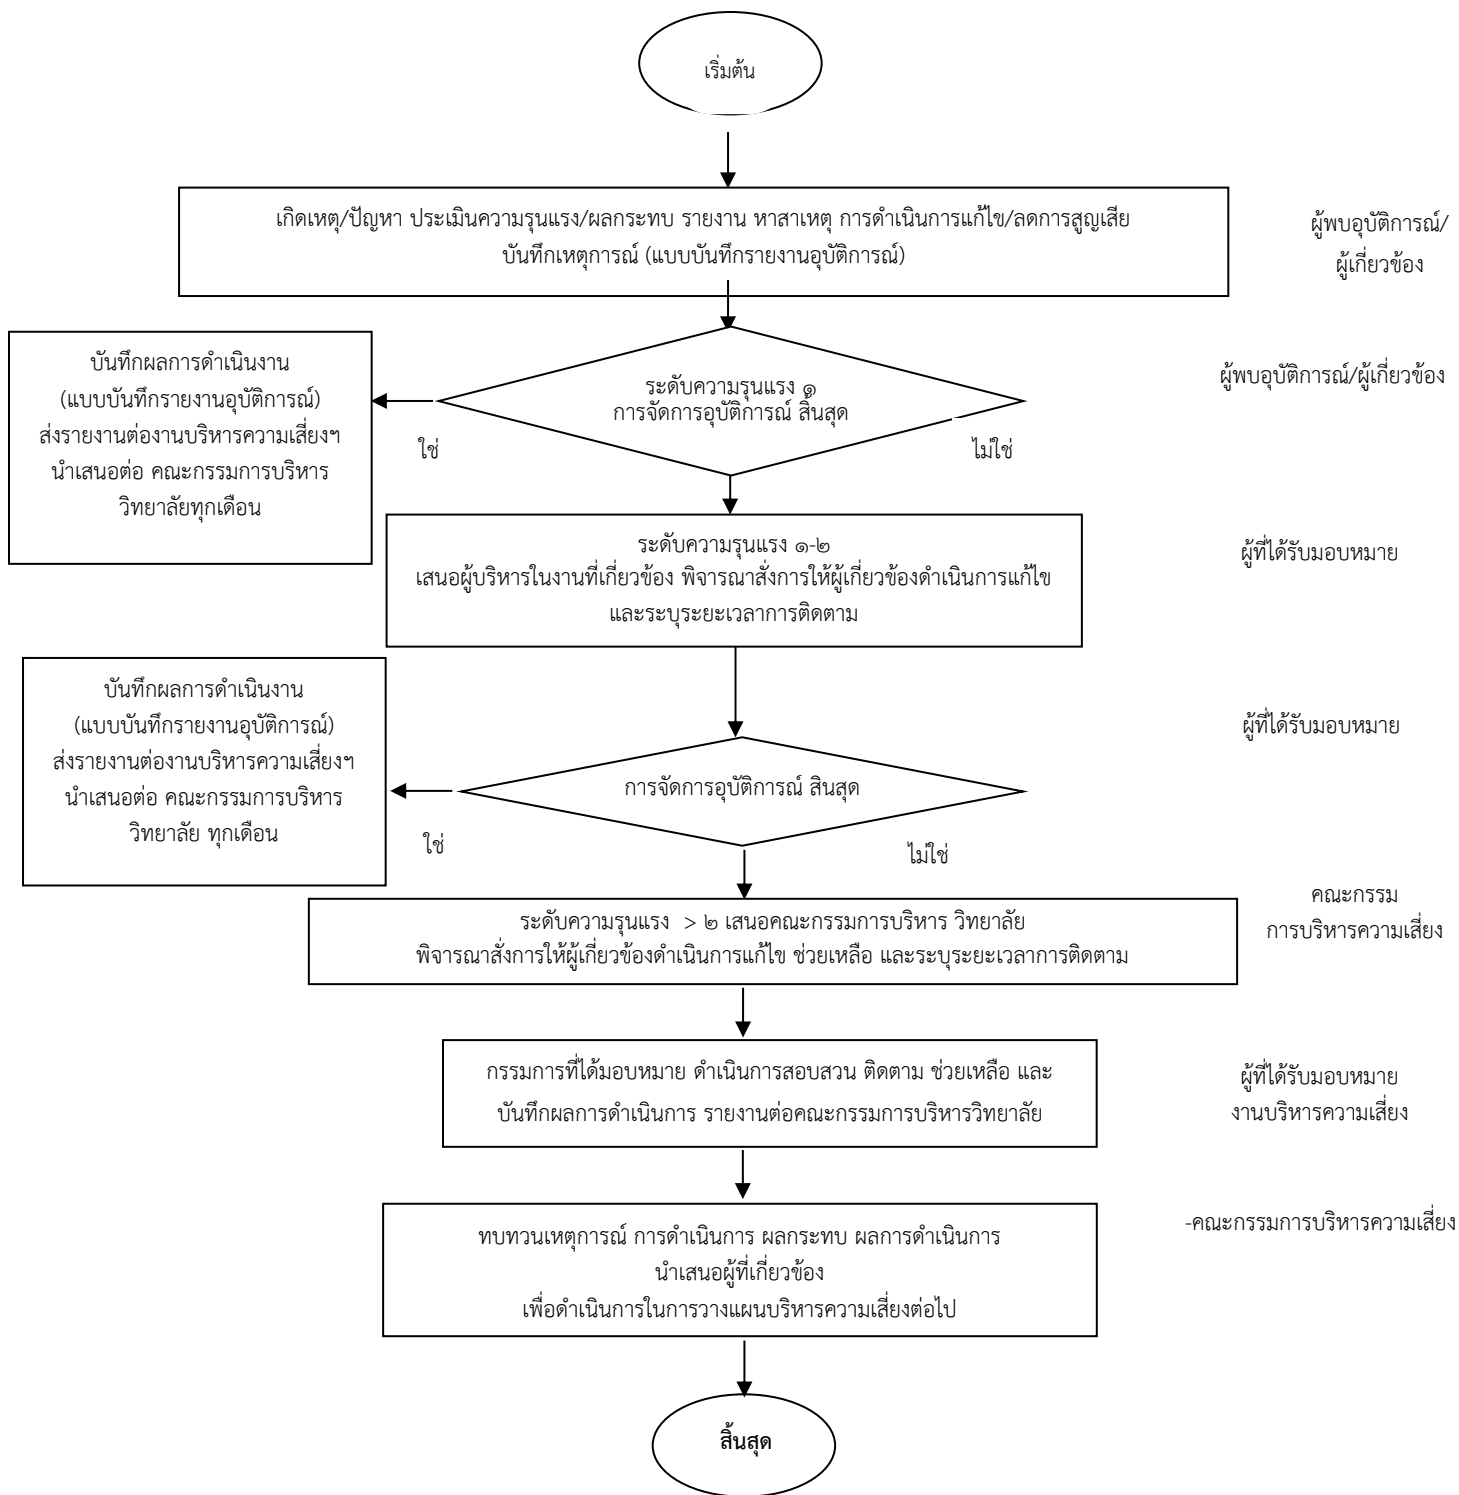 เริ่มต้น
เกิดเหตุ/ปัญหา ประเมินความรุนแรง/ผลกระทบ รายงาน หาสาเหตุ การดำเนินการแก้ไข/ลดการสูญเสีย
บันทึกเหตุการณ์ (แบบบันทึกรายงานอุบัติการณ์)
ผู้พบอุบัติการณ์/
ผู้เกี่ยวข้อง
บันทึกผลการดำเนินงาน
(แบบบันทึกรายงานอุบัติการณ์)
ส่งรายงานต่องานบริหารความเสี่ยงฯ
นำเสนอต่อ คณะกรรมการบริหาร
วิทยาลัยทุกเดือน
ระดับความรุนแรง ๑
การจัดการอุบัติการณ์ สิ้นสุด
ใช่
ไม่ใช่
ผู้พบอุบัติการณ์/ผู้เกี่ยวข้อง
ระดับความรุนแรง ๑-๒
เสนอผู้บริหารในงานที่เกี่ยวข้อง พิจารณาสั่งการให้ผู้เกี่ยวข้องดำเนินการแก้ไข
และระบุระยะเวลาการติดตาม
ผู้ที่ได้รับมอบหมาย
บันทึกผลการดำเนินงาน
(แบบบันทึกรายงานอุบัติการณ์)
ส่งรายงานต่องานบริหารความเสี่ยงฯ
นำเสนอต่อ คณะกรรมการบริหาร
วิทยาลัย ทุกเดือน
การจัดการอุบัติการณ์ สิ้นสุด
ใช่
ไม่ใช่
ผู้ที่ได้รับมอบหมาย
ระดับความรุนแรง > ๒ เสนอคณะกรรมการบริหาร วิทยาลัย
พิจารณาสั่งการให้ผู้เกี่ยวข้องดำเนินการแก้ไข ช่วยเหลือ และระบุระยะเวลาการติดตาม
คณะกรรม
การบริหารความเสี่ยง
กรรมการที่ได้มอบหมาย ดำเนินการสอบสวน ติดตาม ช่วยเหลือ และ
บันทึกผลการดำเนินการ รายงานต่อคณะกรรมการบริหารวิทยาลัย
ผู้ที่ได้รับมอบหมาย
งานบริหารความเสี่ยง
ทบทวนเหตุการณ์ การดำเนินการ ผลกระทบ ผลการดำเนินการ
นำเสนอผู้ที่เกี่ยวข้อง
เพื่อดำเนินการในการวางแผนบริหารความเสี่ยงต่อไป
-คณะกรรมการบริหารความเสี่ยง
สิ้นสุด